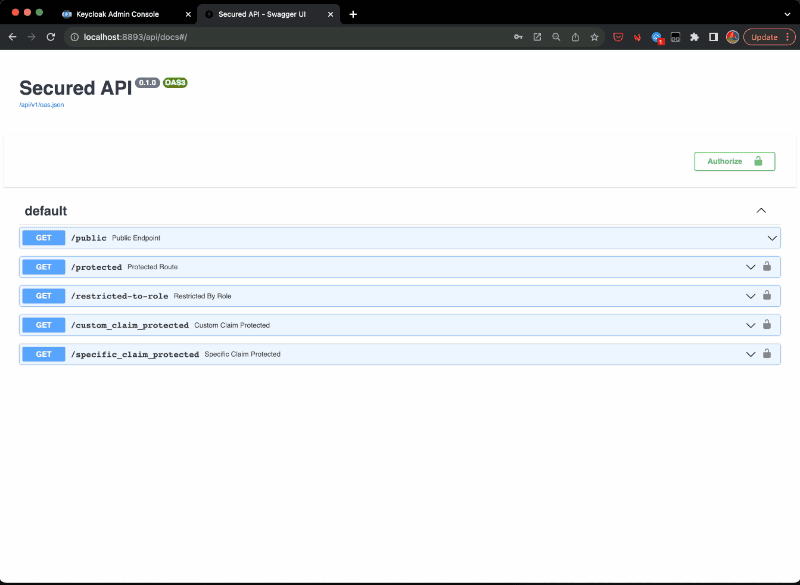 Keycloak Admin Console
Secured API - Swagger UI
localhost:8893/api/docs#/
Update
Secured API 0.1.0 OAS3
/api/v1/oas.json
Authorize
default
GET /public Public Endpoint
GET /protected Protected Route
GET /restricted-to-role Restricted By Role
GET /custom_claim_protected Custom Claim Protected
GET /specific_claim_protected Specific Claim Protected